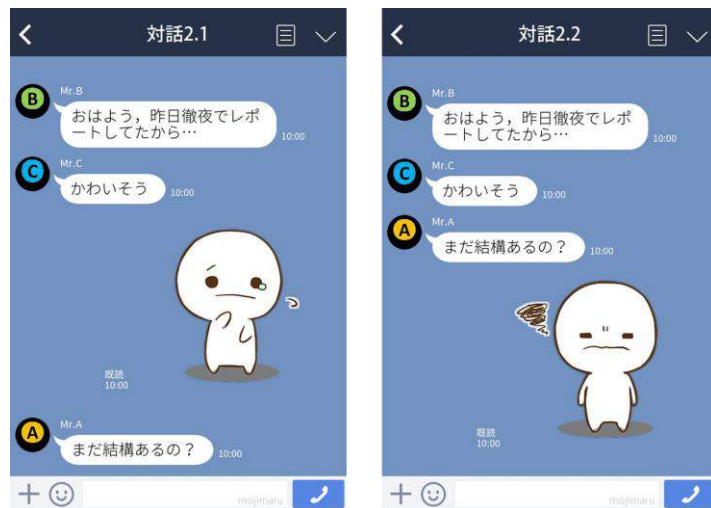 対話2.1
Mr.B
B
おはよう，昨日徹夜でレポ
ートしてたから…
10:00
Mr.C
C
かわいそう
10:00
既読
10:00
Mr.A
A
まだ結構あるの？
10:00
mojimaru
対話2.2
Mr.B
B
おはよう，昨日徹夜でレポ
ートしてたから…
10:00
Mr.C
C
かわいそう
10:00
Mr.A
A
まだ結構あるの？
10:00
既読
10:00
mojimaru